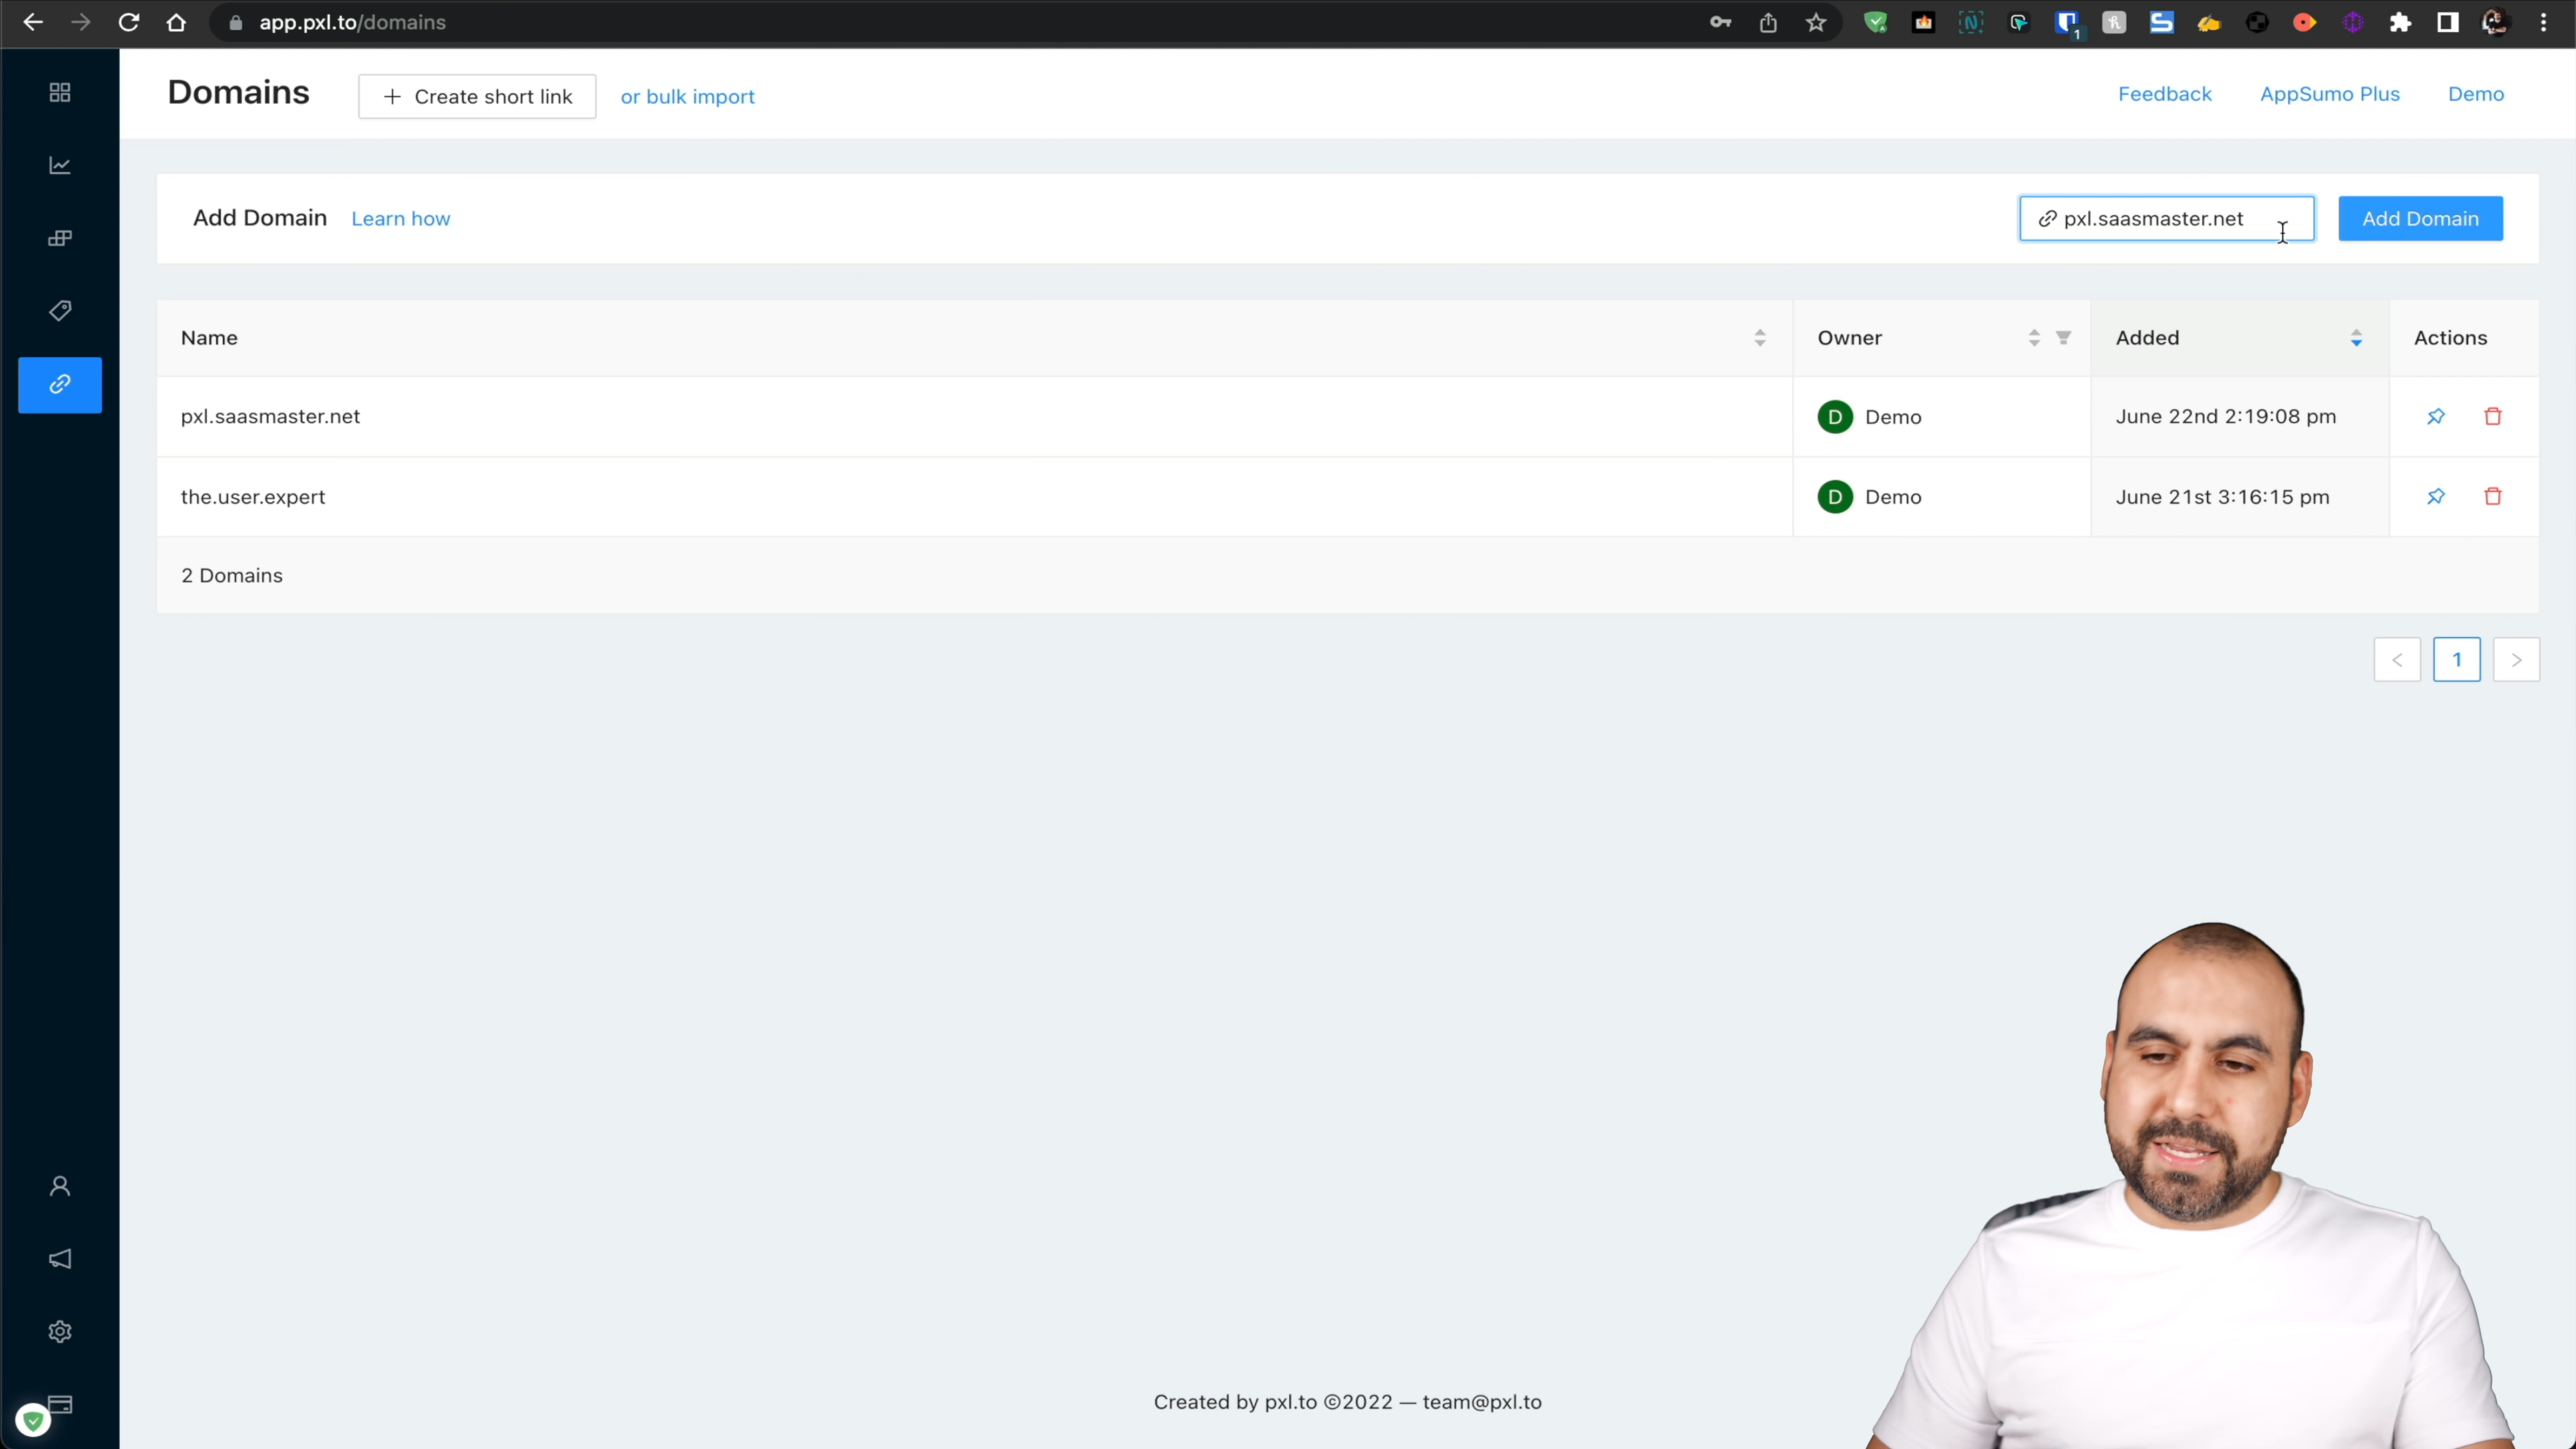 app.pxl.to/domains
1
Domains
+ Create short link
or bulk import
Feedback
AppSumo Plus
Demo
Add Domain
Learn how
pxl.saasmaster.net
Add Domain
Name
Owner
Added
Actions
pxl.saasmaster.net
D Demo
June 22nd 2:19:08 pm
the.user.expert
D Demo
June 21st 3:16:15 pm
2 Domains
< 1 >
Created by pxl.to ©2022 — team@pxl.to